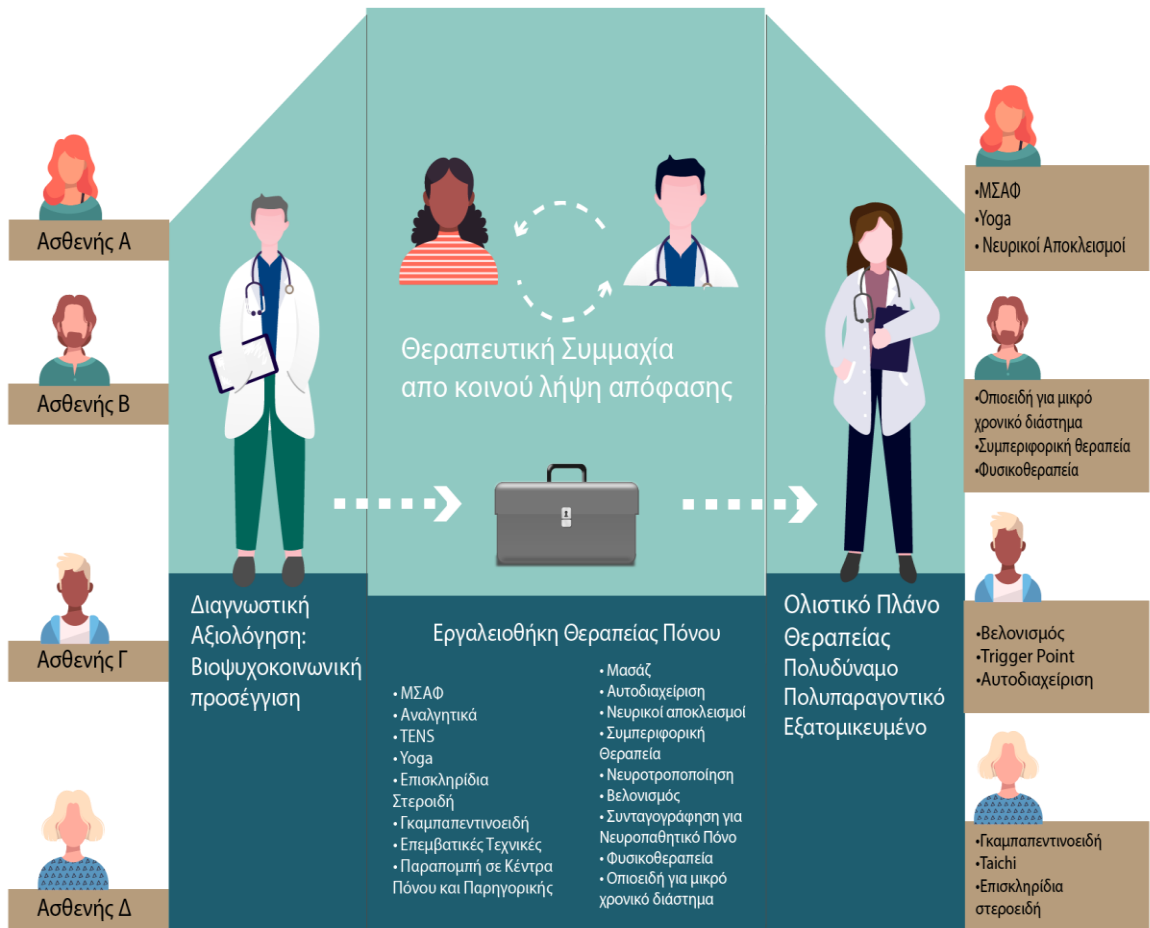 Ασθενής Α
Ασθενής Β
Ασθενής Γ
Ασθενής Δ
Διαγνωστική
Αξιολόγηση:
Βιοψυχοκοινωνική
προσέγγιση
Θεραπευτική Συμμαχία
απο κοινού λήψη απόφασης
Εργαλειοθήκη Θεραπείας Πόνου
• ΜΣΑΦ
• Αναλγητικά
• TENS
• Yoga
• Επισκληρίδια
Στεροιδή
• Γκαμπαπεντινοειδή
• Επεμβατικές Τεχνικές
• Παραπομπή σε Κέντρα
Πόνου και Παρηγορικής
• Μασάζ
• Αυτοδιαχείριση
• Νευρικοί αποκλεισμοί
• Συμπεριφορική
Θεραπεία
• Νευροτροποποίηση
• Βελονισμός
• Συνταγογράφηση για
Νευροπαθητικό Πόνο
• Φυσικοθεραπεία
• Οπιοειδή για μικρό
χρονικό διάστημα
Ολιστικό Πλάνο
Θεραπείας
Πολυδύναμο
Πολυπαραγοντικό
Εξατομικευμένο
•ΜΣΑΦ
•Yoga
• Νευρικοί Αποκλεισμοί
•Οπιοειδή για μικρό
χρονικό διάστημα
•Συμπεριφορική θεραπεία
•Φυσικοθεραπεία
•Βελονισμός
•Trigger Point
•Αυτοδιαχείριση
•Γκαμπαπεντινοειδή
•Taichi
•Επισκληρίδια
στεροειδή